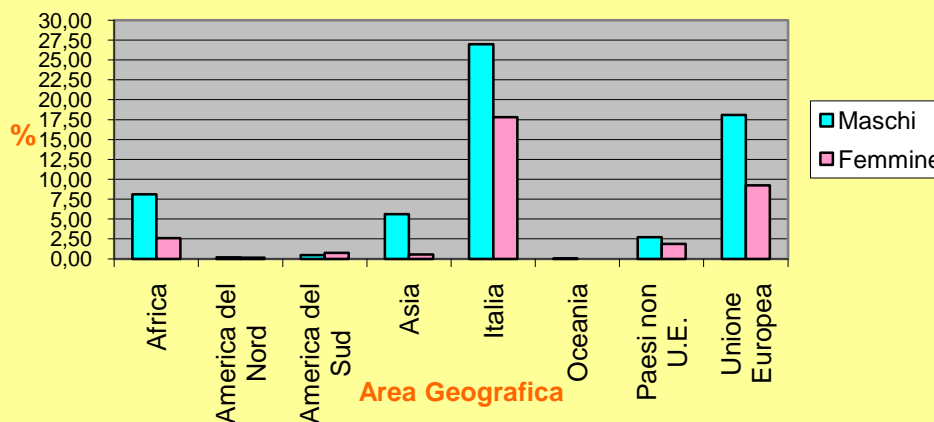 30,00
27,50
25,00
22,50
20,00
17,50
15,00
12,50
10,00
7,50
5,00
2,50
0,00
%
Africa
America del
Nord
America del
Sud
Asia
Italia
Oceania
Paesi non
U.E.
Unione
Europea
Area Geografica
Maschi
Femmine